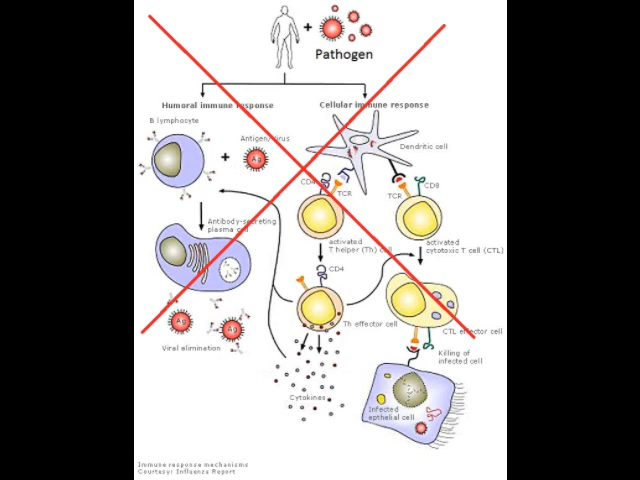 +
Pathogen
Humoral immune response
Cellular immune response
B lymphocyte
Antigen/virus
Dendritic cell
+
Ag
CD4
TCR
TCR
CD8
Antibody-secreting
plasma cell
activated
T helper (Th) cell
activated
cytotoxic T cell (CTL)
CD4
Ag
Ag
Th effector cell
CTL effector cell
Viral alimination
Killing of
infected cell
Cytokines
Infected
epthelial cell
Immune response mechanisms
Courtesy: Influenza Report